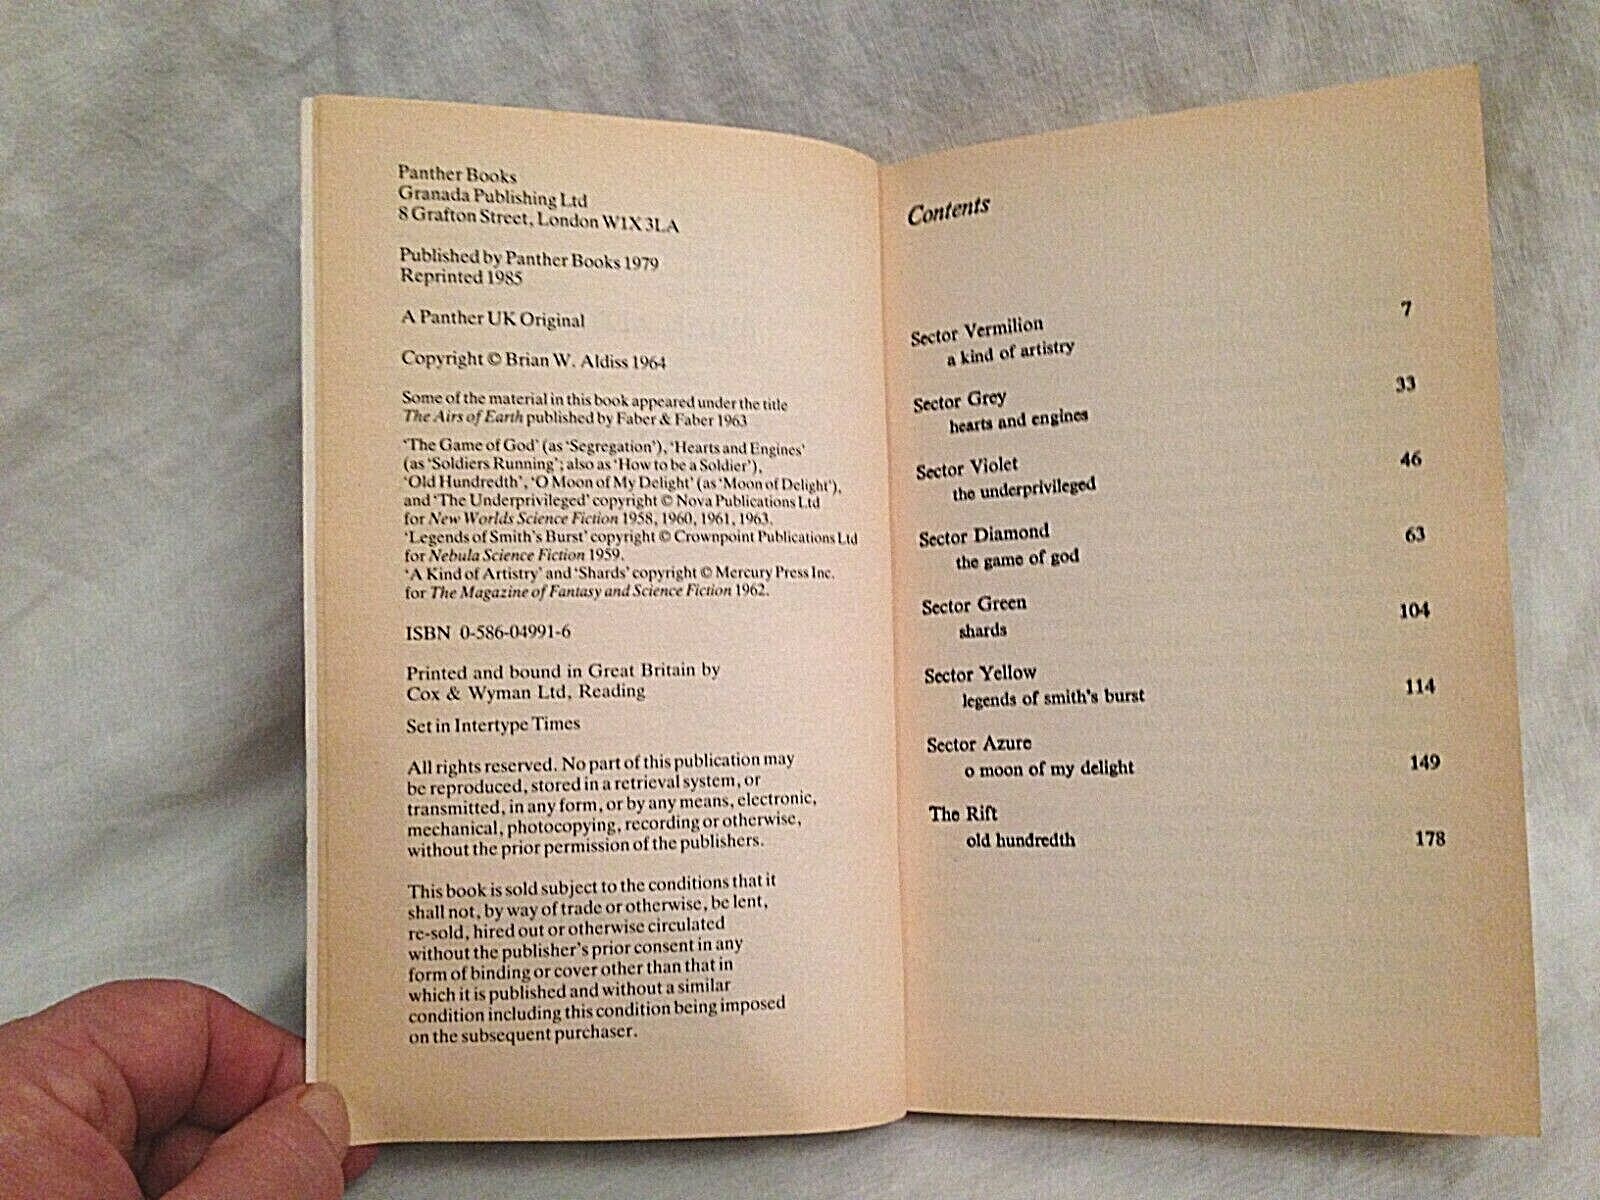 Panther Books
Granada Publishing Ltd
8 Grafton Street, London W1X 3LA
Published by Panther Books 1979
Reprinted 1985
A Panther UK Original
Copyright © Brian W. Aldiss 1964
Some of the material in this book appeared under the title
The Airs of Earth published by Faber & Faber 1963
'The Game of God' (as 'Segregation'), 'Hearts and Engines'
(as 'Soldiers Running'; also as 'How to be a Soldier'),
'Old Hundredth', 'O Moon of My Delight' (as 'Moon of Delight'),
and 'The Underprivileged' copyright © Nova Publications Ltd
for New Worlds Science Fiction 1958, 1960, 1961, 1963.
'Legends of Smith's Burst' copyright © Crownpoint Publications Ltd
for Nebula Science Fiction 1959.
'A Kind of Artistry' and 'Shards' copyright © Mercury Press Inc.
for The Magazine of Fantasy and Science Fiction 1962.
ISBN 0-586-04991-6
Printed and bound in Great Britain by
Cox & Wyman Ltd, Reading
Set in Intertype Times
All rights reserved. No part of this publication may
be reproduced, stored in a retrieval system, or
transmitted, in any form, or by any means, electronic,
mechanical, photocopying, recording or otherwise,
without the prior permission of the publishers.
This book is sold subject to the conditions that it
shall not, by way of trade or otherwise, be lent,
re-sold, hired out or otherwise circulated
without the publisher's prior consent in any
form of binding or cover other than that in
which it is published and without a similar
condition including this condition being imposed
on the subsequent purchaser.
Contents
Sector Vermilion 7
a kind of artistry
Sector Grey 33
hearts and engines
Sector Violet 46
the underprivileged
Sector Diamond 63
the game of god
Sector Green 104
shards
Sector Yellow 114
legends of smith's burst
Sector Azure
o moon of my delight 149
The Rift
old hundredth 178